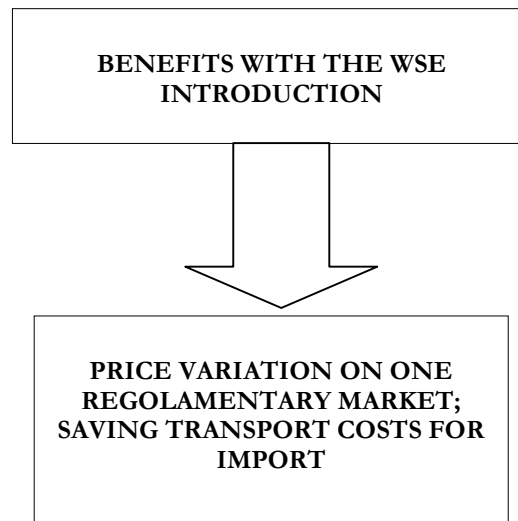 BENEFITS WITH THE WSE
INTRODUCTION
PRICE VARIATION ON ONE
REGOLAMENTARY MARKET;
SAVING TRANSPORT COSTS FOR
IMPORT